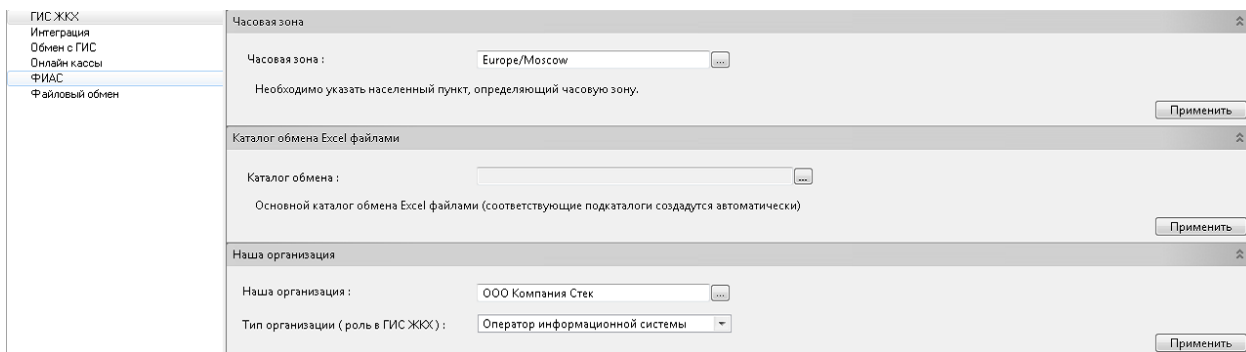 ГИС ЖКХ
Интеграция
Обмен с ГИС
Онлайн кассы
ФИАС
Файловый обмен
Часовая зона
Часовая зона : Europe/Moscow ...
Необходимо указать населенный пункт, определяющий часовую зону.
Применить
Каталог обмена Excel файлами
Каталог обмена : ...
Основной каталог обмена Excel файлами (соответствующие подкаталоги создадутся автоматически)
Применить
Наша организация
Наша организация : ООО Компания Стек ...
Тип организации ( роль в ГИС ЖКХ ) : Оператор информационной системы
Применить